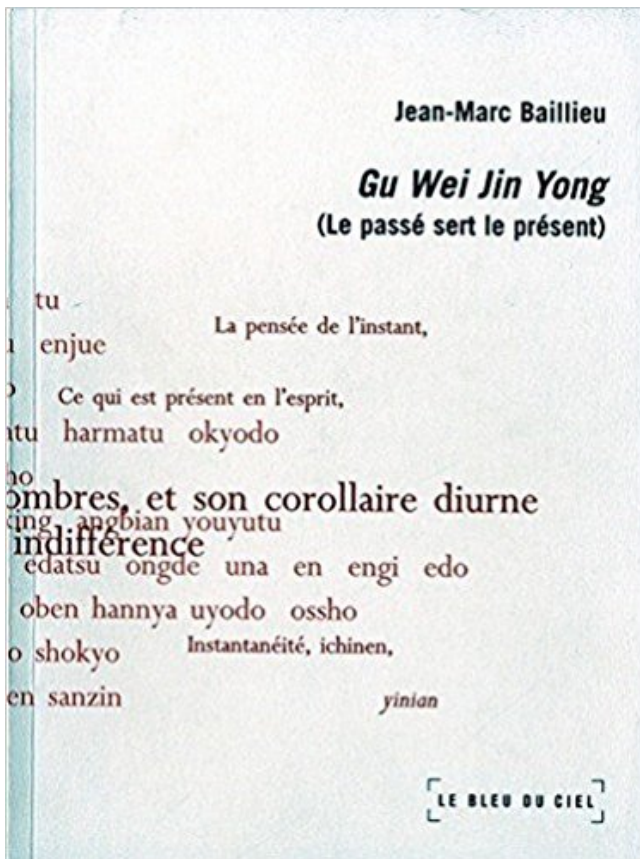 Jean-Marc Baillieu
Gu Wei Jin Yong
(Le passé sert le présent)
tu
La pensée de l'instant,
enjue
Ce qui est présent en l'esprit,
harmatu okyodo
ombres, et son corollaire diurne
angbian youyutu
indifférence
edatsu ongde una en engi edo
oben hannya uyodo ossho
Instantanéité, ichinen,
o shokyo
en sanzin
yinian
LE BLEU DU CIEL